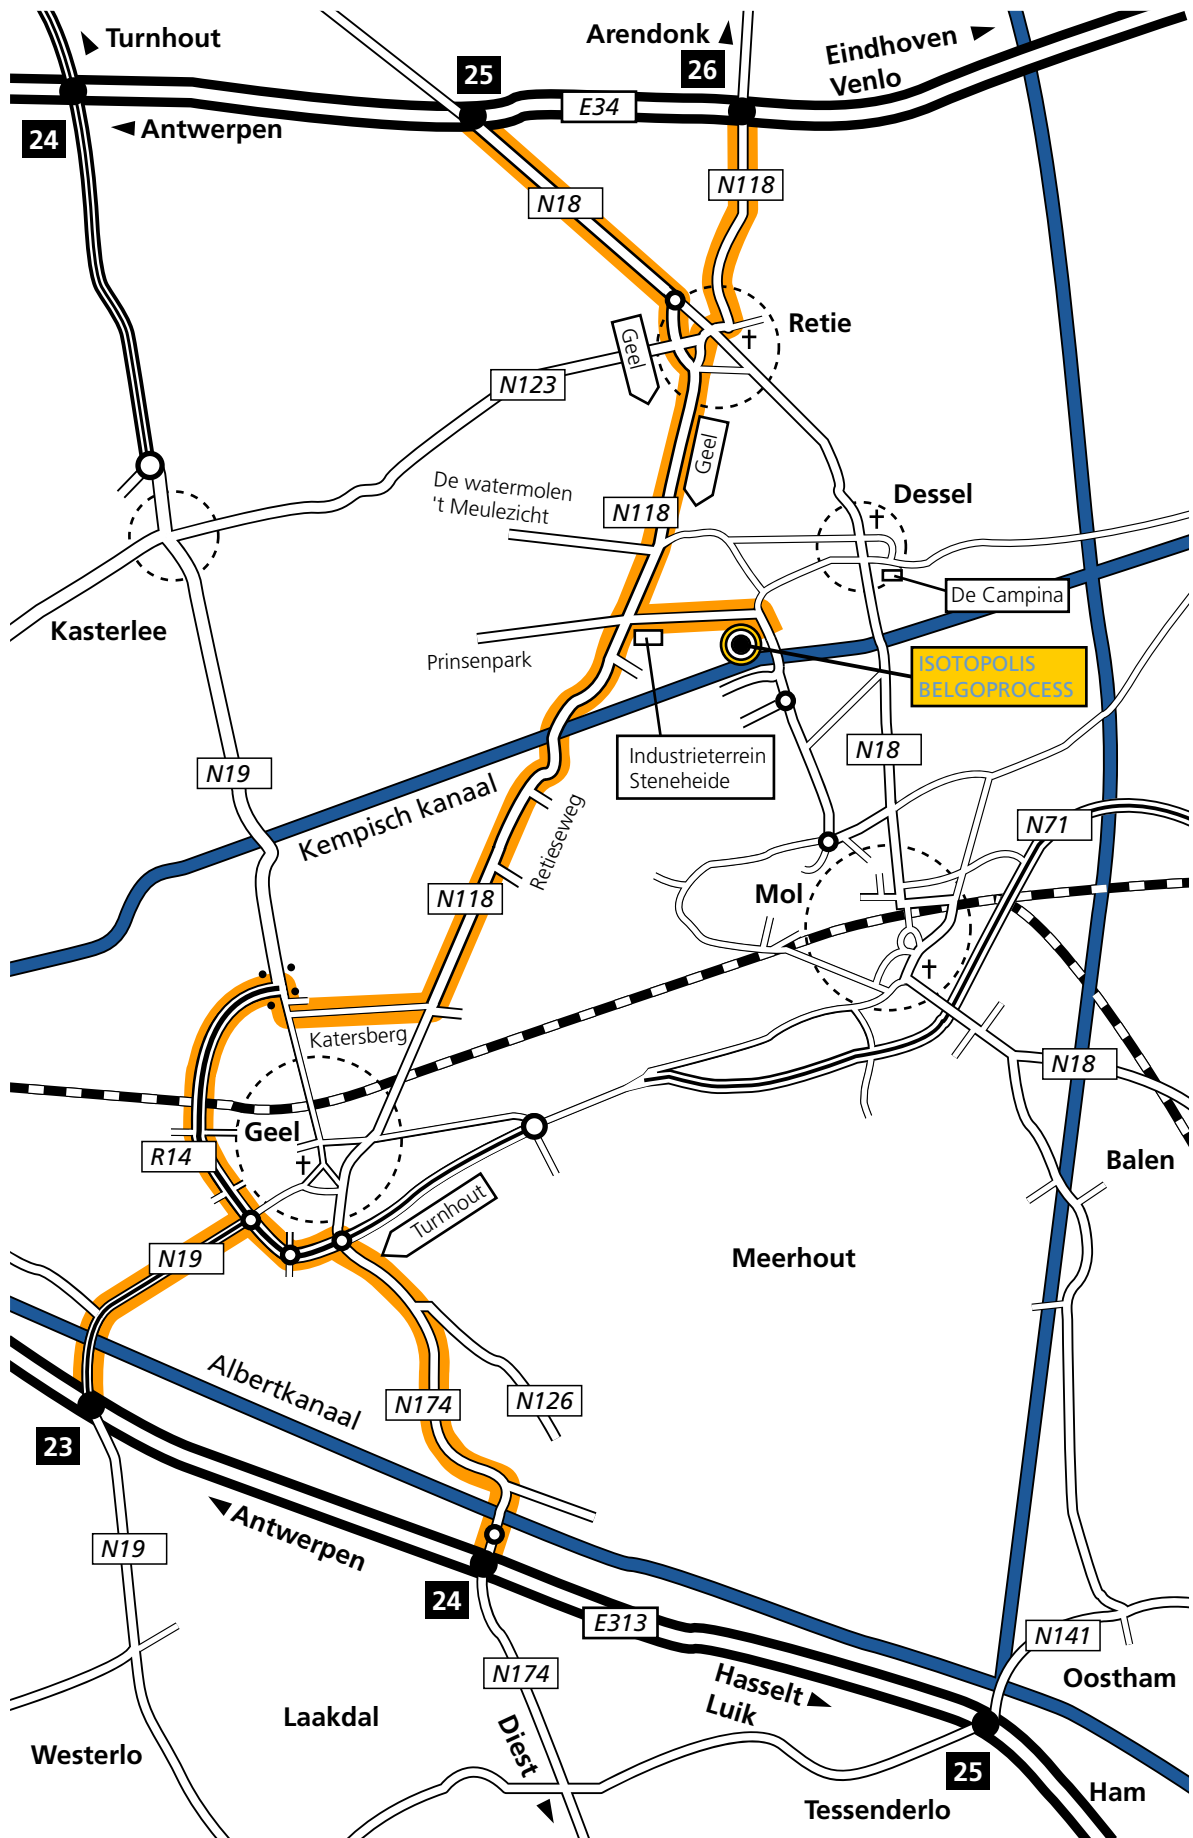 Turnhout
Arendonk
Eindhoven
Venlo
25
26
E34
24
Antwerpen
N18
N118
Retie
Geel
N123
Geel
De watermolen
't Meulezicht
N118
Dessel
De Campina
Kasterlee
Prinsenpark
ISOTOPOLIS
BELGOPROCESS
Industrieterrein
Steneheide
N18
N19
Kempisch kanaal
Retieseweg
N71
N118
Mol
Katersberg
N18
Geel
R14
Balen
Turnhout
N19
Meerhout
Albertkanaal
N174
N126
23
Antwerpen
N19
24
E313
N141
N174
Hasselt
Luik
Oostham
Laakdal
Diest
Westerlo
25
Ham
Tessenderlo